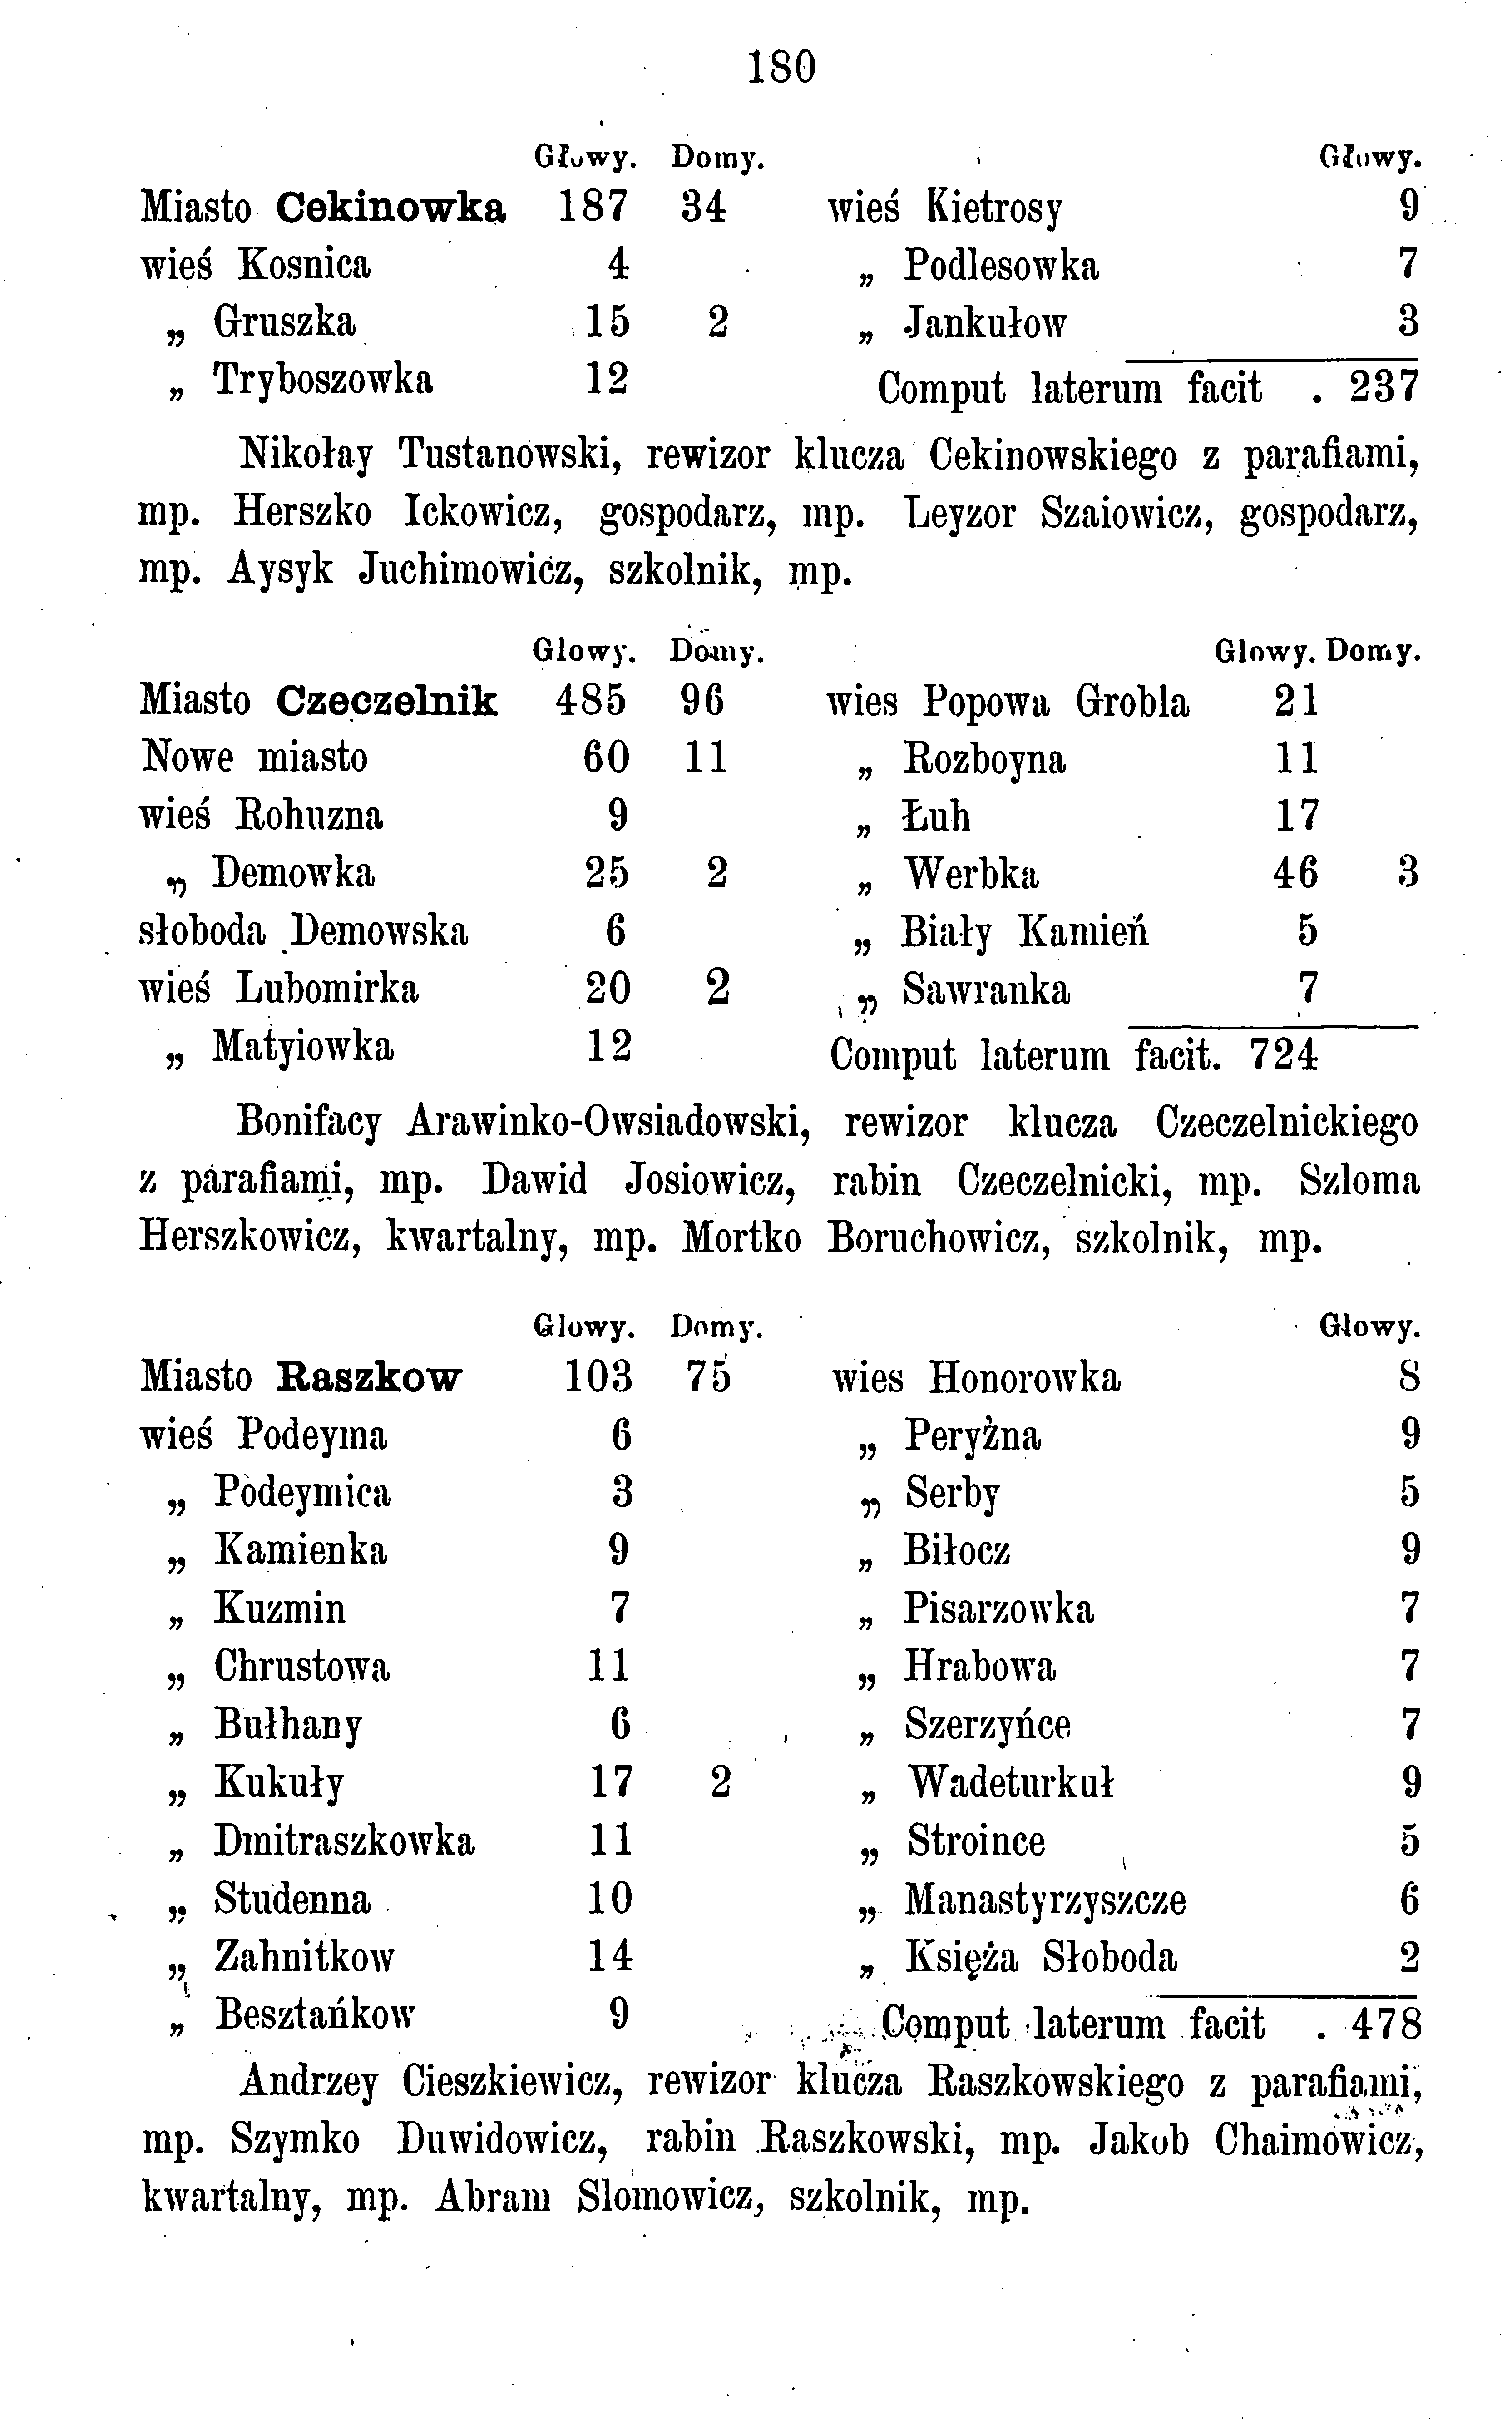 180
Głowy. Domy.
Miasto Cekinowka 187 34
wieś Kosnica 4
„ Gruszka 15 2
„ Tryboszowka 12
Głowy.
wieś Kietrosy 9
„ Podlesowka 7
„ Jankułow 3
Comput laterum facit . 237
Nikołay Tustanowski, rewizor klucza Cekinowskiego z parafiami,
mp. Herszko Ickowicz, gospodarz, mp. Leyzor Szaiowicz, gospodarz,
mp. Aysyk Juchimowicz, szkolnik, mp.
Glowy. Domy.
Miasto Czeczelnik 485 96
Nowe miasto 60 11
wieś Rohuzna 9
„ Demowka 25 2
słoboda Demowska 6
wieś Lubomirka 20 2
„ Matyiowka 12
Glowy. Domy.
wies Popowa Grobla 21
„ Rozboyna 11
„ Łuh 17
„ Werbka 46 3
„ Biały Kamień 5
„ Sawranka 7
Comput laterum facit. 724
Bonifacy Arawinko-Owsiadowski, rewizor klucza Czeczelnickiego
z parafiami, mp. Dawid Josiowicz, rabin Czeczelnicki, mp. Szloma
Herszkowicz, kwartalny, mp. Mortko Boruchowicz, szkolnik, mp.
Glowy. Domy.
Miasto Raszkow 103 75
wieś Podeyma 6
„ Podeymica 3
„ Kamienka 9
„ Kuzmin 7
„ Chrustowa 11
„ Bułhany 6
„ Kukuły 17 2
„ Dmitraszkowka 11
„ Studenna 10
„ Zahnitkow 14
„ Besztańkow 9
Glowy.
wies Honorowka 8
„ Peryżna 9
„ Serby 5
„ Biłocz 9
„ Pisarzowka 7
„ Hrabowa 7
„ Szerzyńce 7
„ Wadeturkuł 9
„ Stroince 5
„ Manastyrzyszcze 6
„ Księża Słoboda 2
Comput laterum facit . 478
Andrzey Cieszkiewicz, rewizor klucza Raszkowskiego z parafiami,
mp. Szymko Duwidowicz, rabin Raszkowski, mp. Jakob Chaimowicz,
kwartalny, mp. Abram Slomowicz, szkolnik, mp.